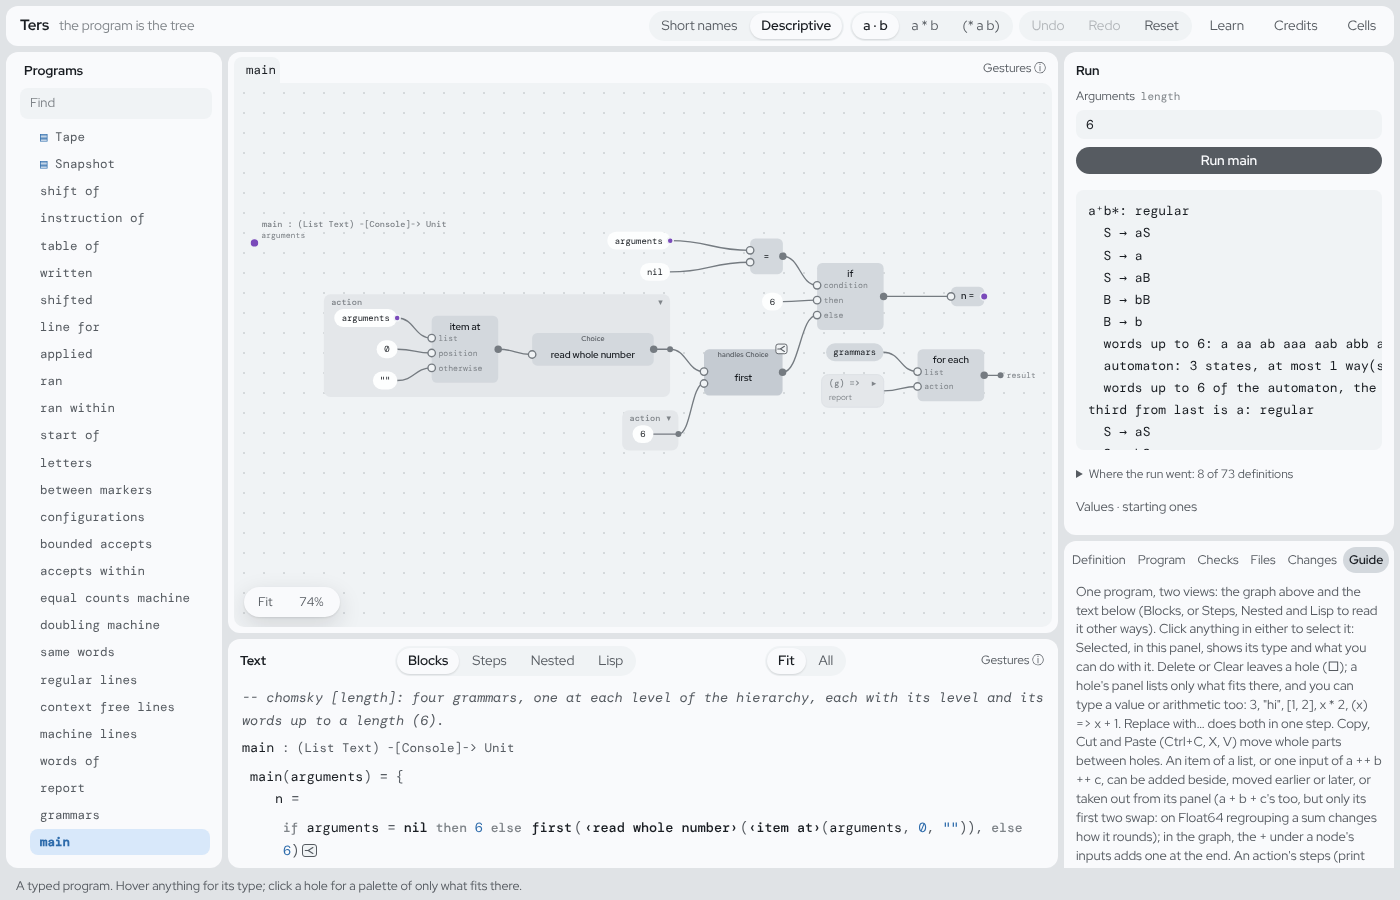 Ters the program is the tree
Short names Descriptive a · b a * b (* a b) Undo Redo Reset Learn Credits Cells
Programs
Find
Tape
Snapshot
shift of
instruction of
table of
written
shifted
line for
applied
ran
ran within
start of
letters
between markers
configurations
bounded accepts
accepts within
equal counts machine
doubling machine
same words
regular lines
context free lines
machine lines
words of
report
grammars
main
main
Gestures ⓘ
main : (List Text) -[Console]-> Unit
arguments
arguments
nil
=
if
condition
then
else
6
n =
action ▾
arguments
0
""
item at
list
position
otherwise
Choice
read whole number
handles Choice
first
action ▾
6
grammars
(g) => ▸
report
for each
list
action
result
Fit 74%
Text
Blocks Steps Nested Lisp
Fit All
Gestures ⓘ
-- chomsky [length]: four grammars, one at each level of the hierarchy, each with its level and its
words up to a length (6).
main : (List Text) -[Console]-> Unit
main(arguments) = {
n =
if arguments = nil then 6 else first(‹read whole number›(‹item at›(arguments, 0, "")), else
6)
Run
Arguments length
6
Run main
a⁺b*: regular
S → aS
S → a
S → aB
B → bB
B → b
words up to 6: a aa ab aaa aab abb a
automaton: 3 states, at most 1 way(s
words up to 6 of the automaton, the
third from last is a: regular
S → aS
▶ Where the run went: 8 of 73 definitions
Values · starting ones
Definition Program Checks Files Changes Guide
One program, two views: the graph above and the
text below (Blocks, or Steps, Nested and Lisp to read
it other ways). Click anything in either to select it:
Selected, in this panel, shows its type and what you
can do with it. Delete or Clear leaves a hole (☐); a
hole's panel lists only what fits there, and you can
type a value or arithmetic too: 3, "hi", [1, 2], x * 2, (x)
=> x + 1. Replace with... does both in one step. Copy,
Cut and Paste (Ctrl+C, X, V) move whole parts
between holes. An item of a list, or one input of a ++ b
++ c, can be added beside, moved earlier or later, or
taken out from its panel (a + b + c's too, but only its
first two swap: on Float64 regrouping a sum changes
how it rounds); in the graph, the + under a node's
inputs adds one at the end. An action's steps (print
A typed program. Hover anything for its type; click a hole for a palette of only what fits there.